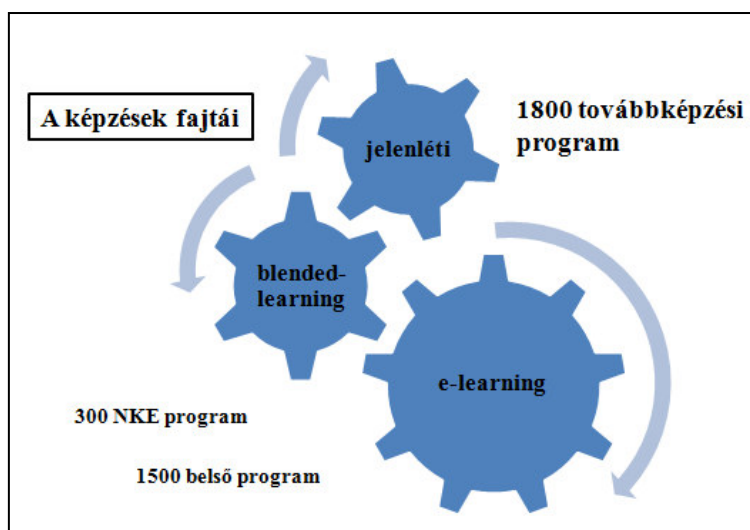 A képzések fajtái
1800 továbbképzési
program
jelenléti
blended-
learning
e-learning
300 NKE program
1500 belső program